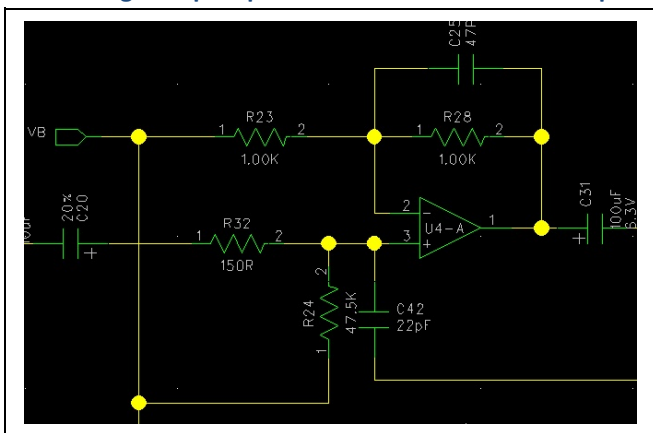 C25
47P
R23
R28
VB
1
2
1
2
1.00K
1.00K
20%
C20
+
R32
1
2
150R
2
-
3
+
U4-A
1
C31
100uF
6.3V
+
2
R24
47.5K
1
C42
22pF